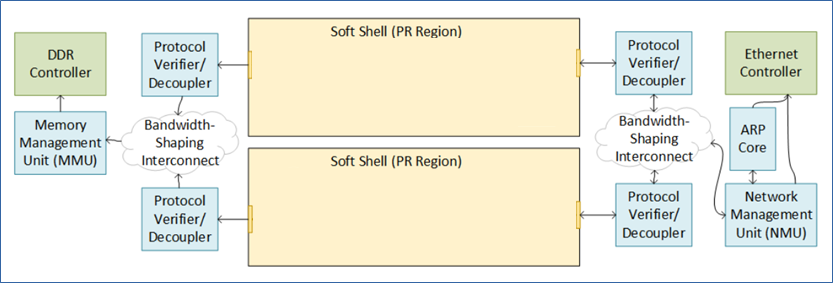 DDR
Controller
Protocol
Verifier/
Decoupler
Soft Shell (PR Region)
Protocol
Verifier/
Decoupler
Ethernet
Controller
Memory
Management
Unit (MMU)
Bandwidth-
Shaping
Interconnect
Bandwidth-
Shaping
Interconnect
ARP
Core
Protocol
Verifier/
Decoupler
Soft Shell (PR Region)
Protocol
Verifier/
Decoupler
Network
Management
Unit (NMU)